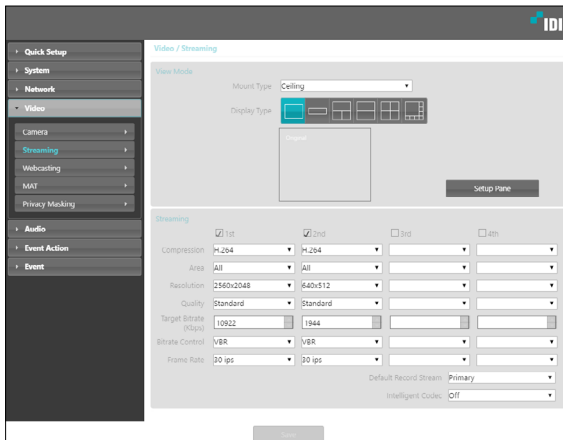 IDI
Quick Setup
System
Network
Video
Camera
Streaming
Webcasting
MAT
Privacy Masking
Audio
Event Action
Event
Video / Streaming
View Mode
Mount Type Ceiling
Display Type
Original
Setup Pane
Streaming
1st 2nd 3rd 4th
Compression H.264 H.264
Area All All
Resolution 2560x2048 640x512
Quality Standard Standard
Target Bitrate
(Kbps) 10922 1944
Bitrate Control VBR VBR
Frame Rate 30 ips 30 ips
Default Record Stream Primary
Intelligent Codec Off
Save